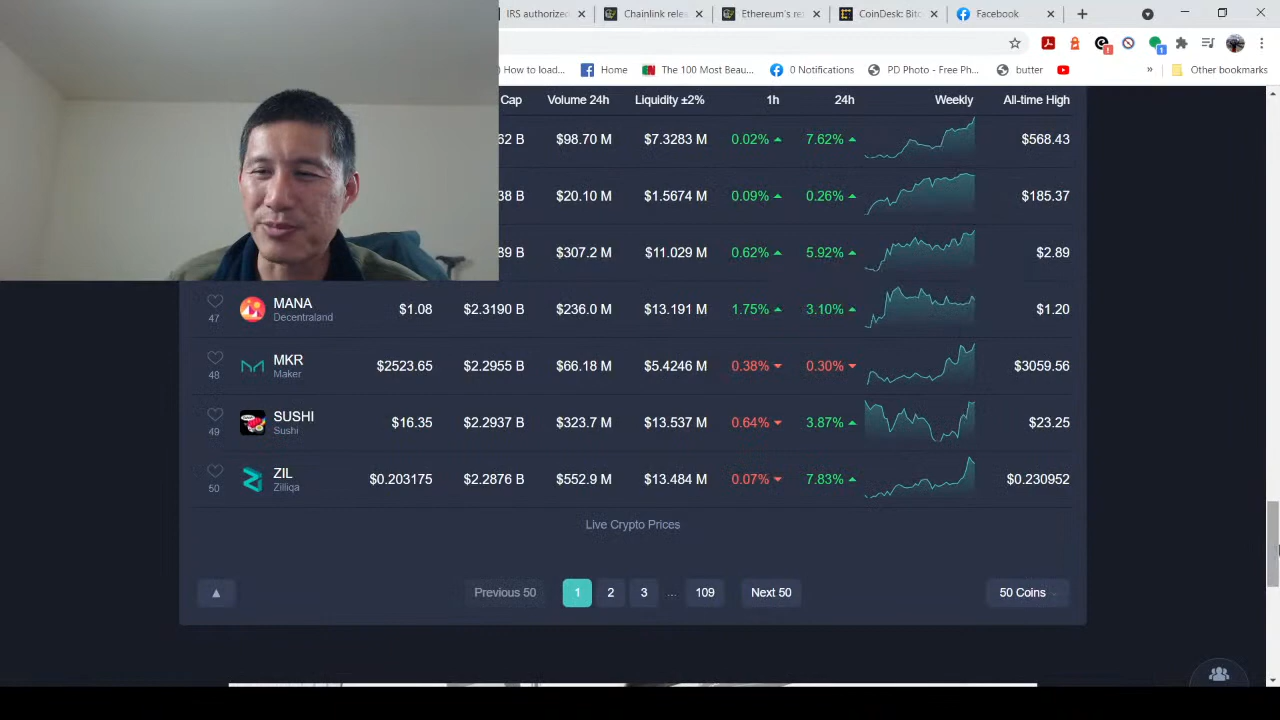 IRS authorized
Chainlink rele
Ethereum's re
CoinDesk: Bitc
Facebook
How to load...
Home
The 100 Most Beau...
0 Notifications
PD Photo - Free Ph...
butter
»
Other bookmarks
Cap Volume 24h Liquidity ±2% 1h 24h Weekly All-time High
62 B $98.70 M $7.3283 M 0.02% 7.62% $568.43
38 B $20.10 M $1.5674 M 0.09% 0.26% $185.37
89 B $307.2 M $11.029 M 0.62% 5.92% $2.89
47 MANA $1.08 $2.3190 B $236.0 M $13.191 M 1.75% 3.10% $1.20
Decentraland
48 MKR $2523.65 $2.2955 B $66.18 M $5.4246 M 0.38% 0.30% $3059.56
Maker
49 SUSHI $16.35 $2.2937 B $323.7 M $13.537 M 0.64% 3.87% $23.25
Sushi
50 ZIL $0.203175 $2.2876 B $552.9 M $13.484 M 0.07% 7.83% $0.230952
Zilliqa
Live Crypto Prices
Previous 50 1 2 3 ... 109 Next 50 50 Coins